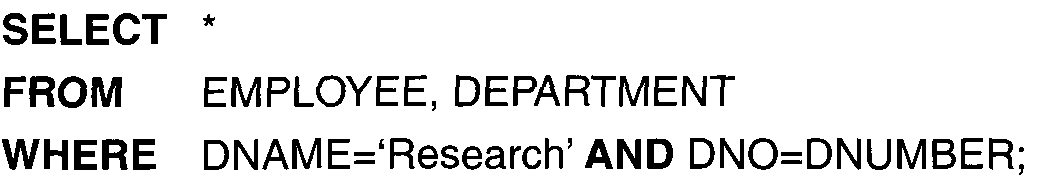 SELECT *
FROM EMPLOYEE, DEPARTMENT
WHERE DNAME=‘Research’ AND DNO=DNUMBER;